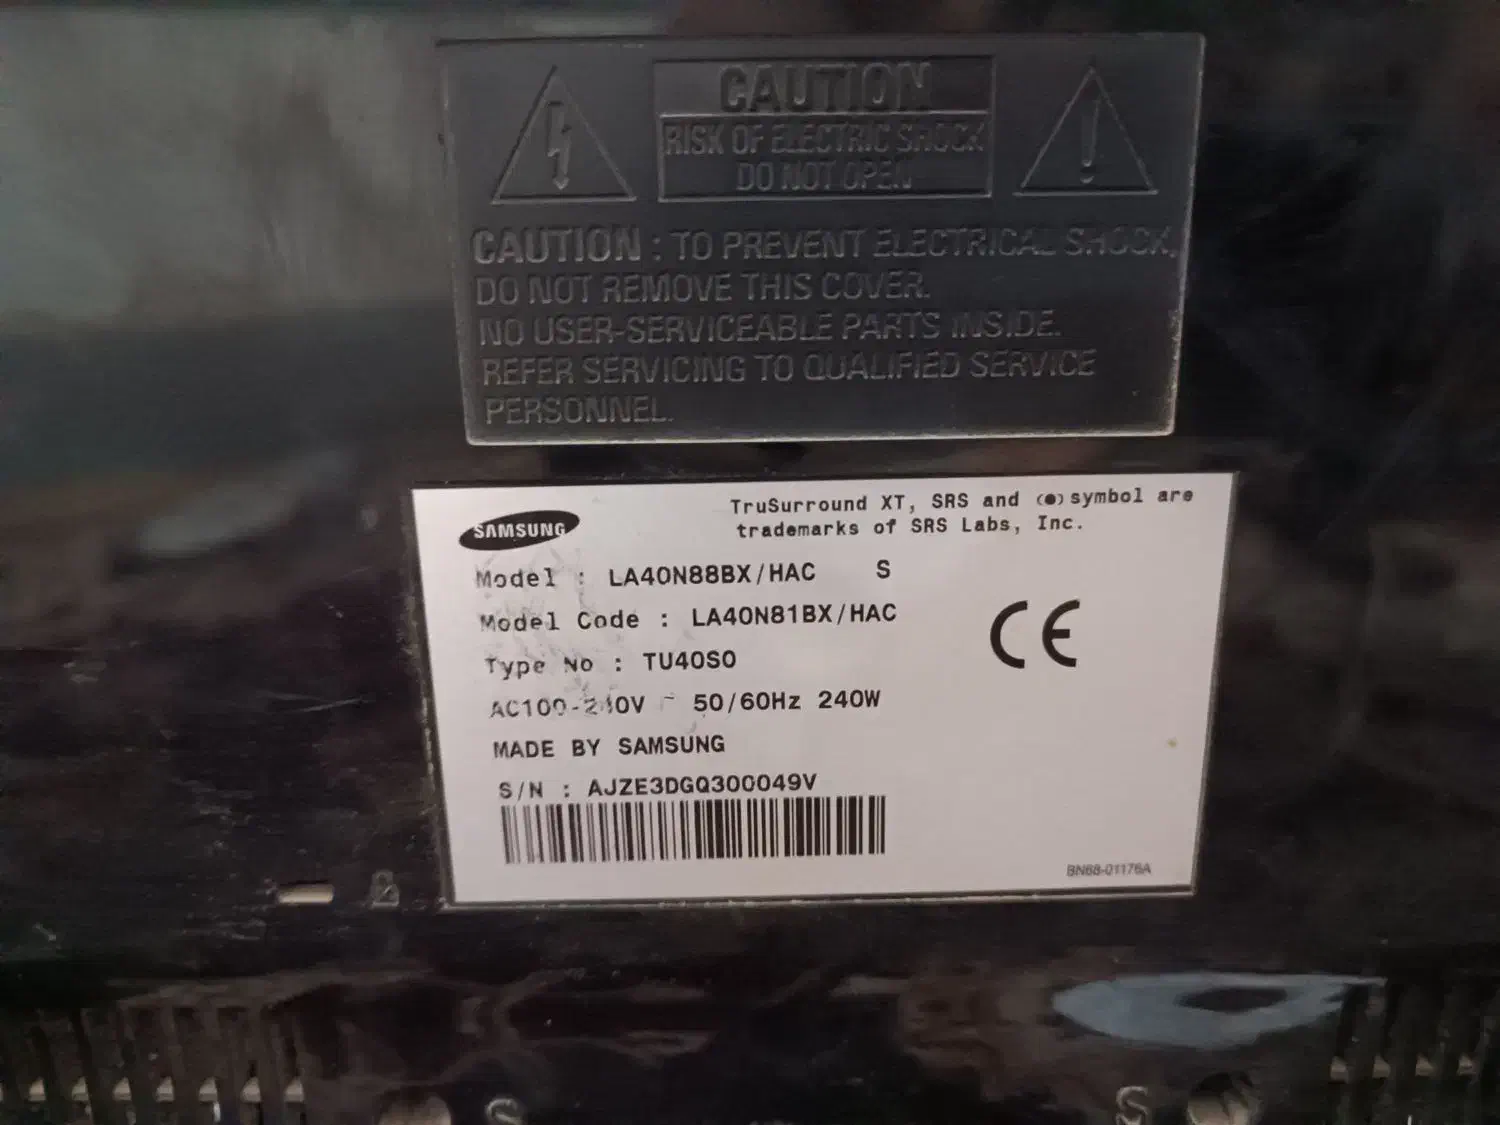 CAUTION
RISK OF ELECTRIC SHOCK
DO NOT OPEN
CAUTION : TO PREVENT ELECTRICAL SHOCK,
DO NOT REMOVE THIS COVER.
NO USER-SERVICEABLE PARTS INSIDE.
REFER SERVICING TO QUALIFIED SERVICE
PERSONNEL.
SAMSUNG
TruSurround XT, SRS and (●) symbol are
trademarks of SRS Labs, Inc.
Model : LA40N88BX/HAC S
Model Code : LA40N81BX/HAC
Type No : TU40S0
AC100-240V ~ 50/60Hz 240W
MADE BY SAMSUNG
S/N : AJZE3DGQ300049V
CE
BN68-01176A
S S